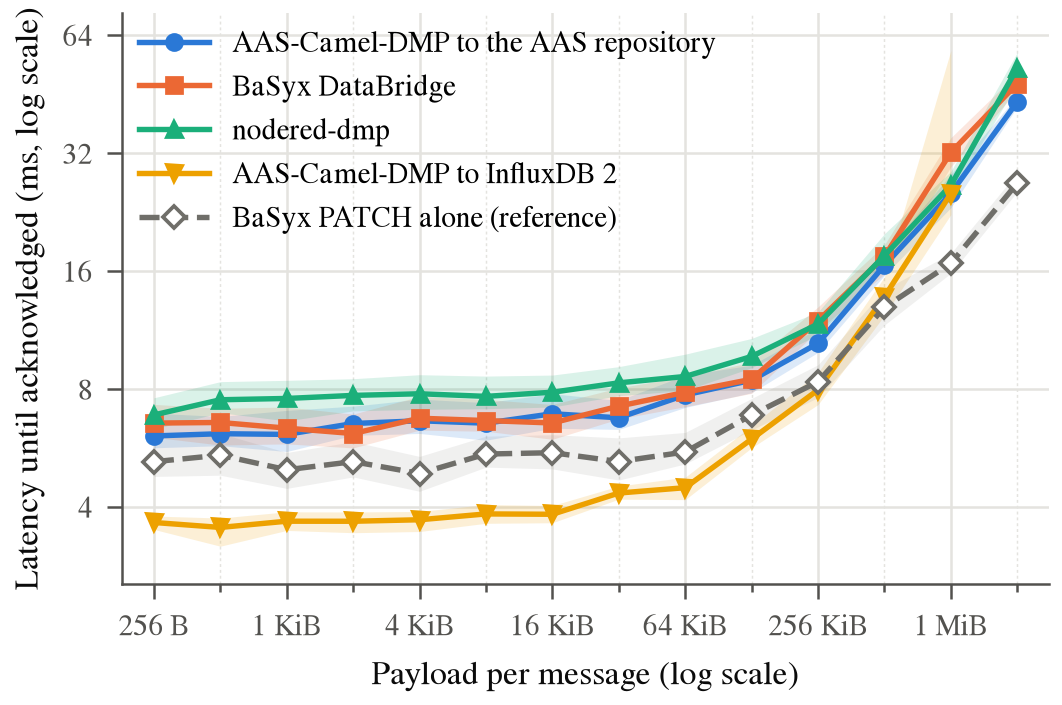 Latency until acknowledged (ms, log scale)
64
32
16
8
4
AAS-Camel-DMP to the AAS repository
BaSyx DataBridge
nodered-dmp
AAS-Camel-DMP to InfluxDB 2
BaSyx PATCH alone (reference)
256 B
1 KiB
4 KiB
16 KiB
64 KiB
256 KiB
1 MiB
Payload per message (log scale)